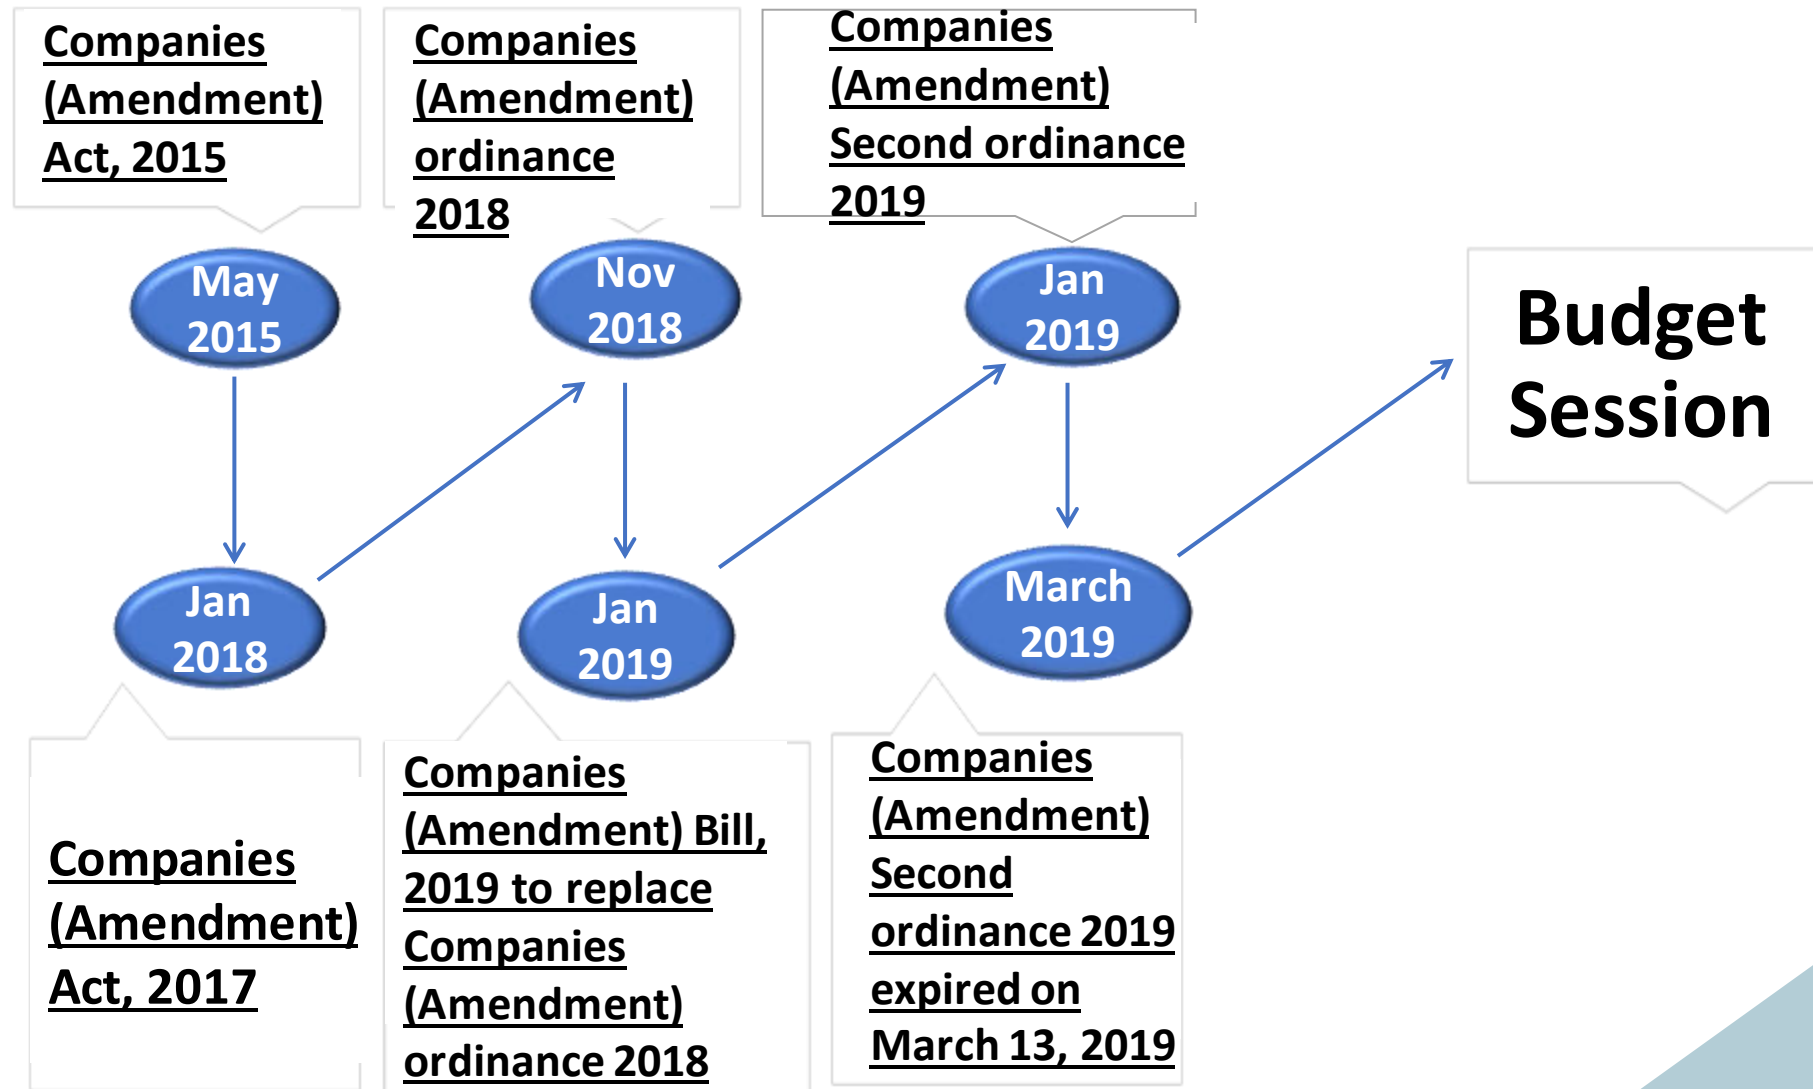 Companies
(Amendment)
Act, 2015
Companies
(Amendment)
ordinance
2018
Companies
(Amendment)
Second ordinance
2019
May
2015
Nov
2018
Jan
2019
Budget
Session
Jan
2018
Jan
2019
March
2019
Companies
(Amendment)
Act, 2017
Companies
(Amendment) Bill,
2019 to replace
Companies
(Amendment)
ordinance 2018
Companies
(Amendment)
Second
ordinance 2019
expired on
March 13, 2019